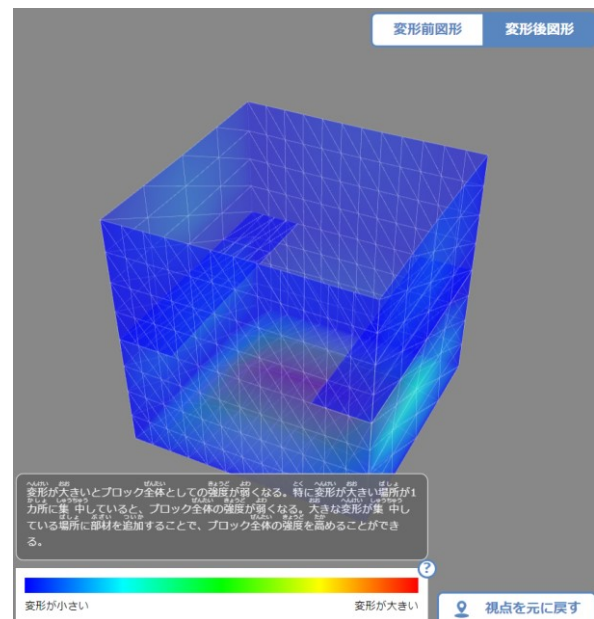 変形前図形
変形後図形
変形が大きいとブロック全体としての強度が弱くなる。特に変形が大きい場所が1
カ所に集中していると、ブロック全体の強度が弱くなる。大きな変形が集中し
ている場所に部材を追加することで、ブロック全体の強度を高めることができ
る。
?
変形が小さい
変形が大きい
視点を元に戻す